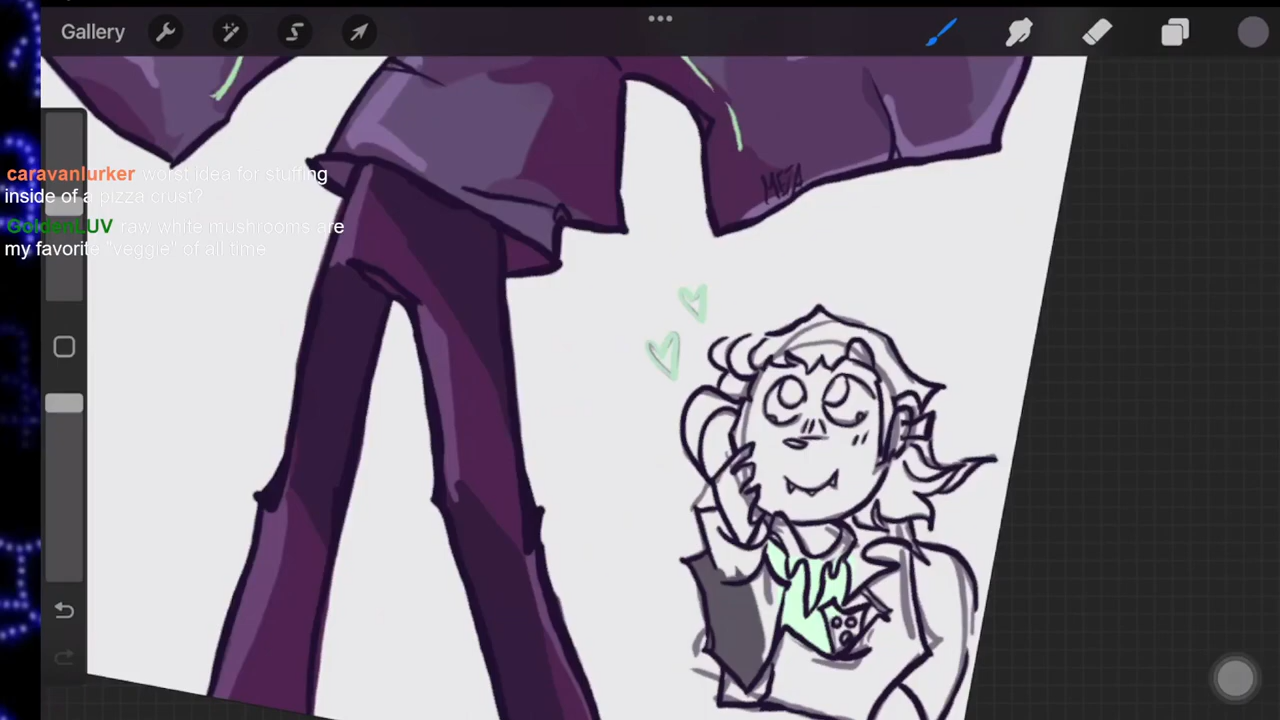 Gallery
caravanlurker worst idea for stuffing
inside of a pizza crust?
GoldenLUV raw white mushrooms are
my favorite "veggie" of all time
META